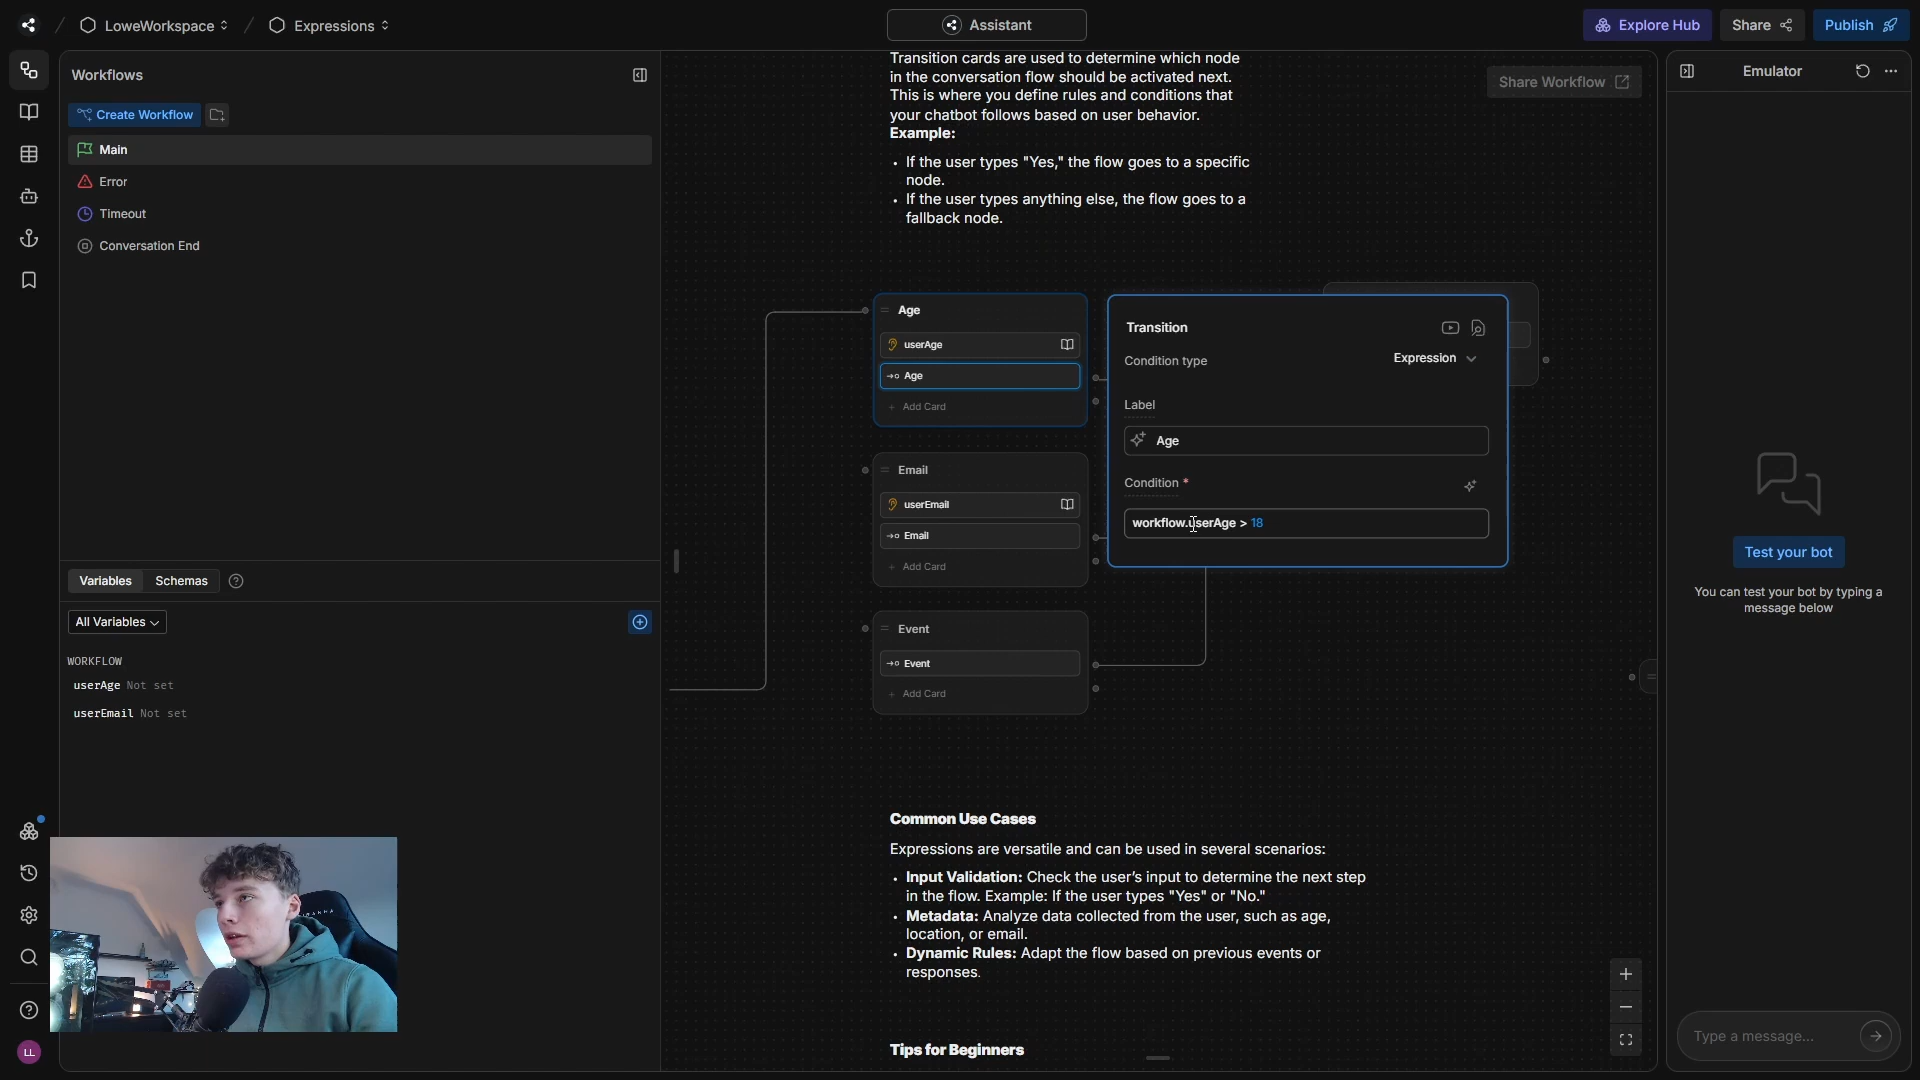 LoweWorkspace
Expressions
Assistant
Explore Hub
Share
Publish
Workflows
Create Workflow
Main
Error
Timeout
Conversation End
Variables
Schemas
All Variables
WORKFLOW
userAge Not set
userEmail Not set
LL
Transition cards are used to determine which node
in the conversation flow should be activated next.
This is where you define rules and conditions that
your chatbot follows based on user behavior.
Example:
• If the user types "Yes," the flow goes to a specific
node.
• If the user types anything else, the flow goes to a
fallback node.
Share Workflow
Age
userAge
Age
+ Add Card
Email
userEmail
Email
+ Add Card
Event
Event
+ Add Card
Transition
Condition type
Expression
Label
Age
Condition *
workflow.userAge > 18
Common Use Cases
Expressions are versatile and can be used in several scenarios:
• Input Validation: Check the user's input to determine the next step
in the flow. Example: If the user types "Yes" or "No."
• Metadata: Analyze data collected from the user, such as age,
location, or email.
• Dynamic Rules: Adapt the flow based on previous events or
responses.
Tips for Beginners
Emulator
Test your bot
You can test your bot by typing a
message below
Type a message...